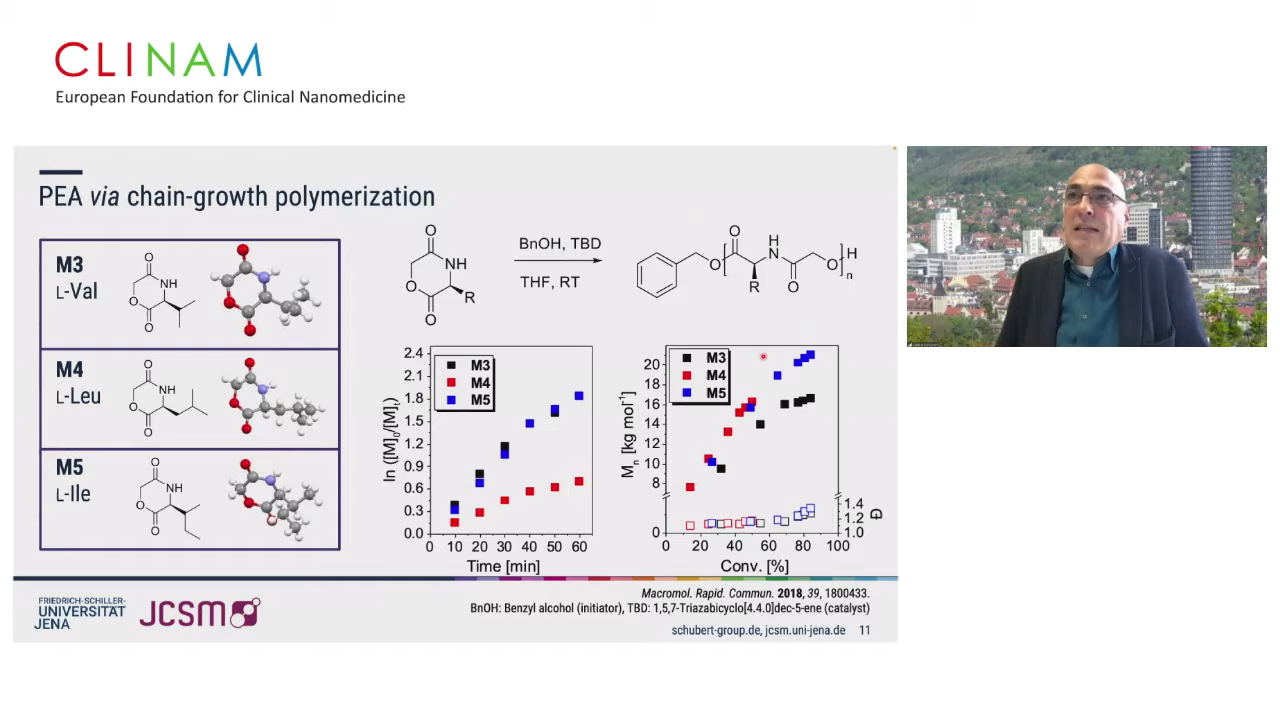 CLINAM
European Foundation for Clinical Nanomedicine
PEA via chain-growth polymerization
M3
L-Val
O
NH
O
O
M4
L-Leu
O
NH
O
O
M5
L-Ile
O
NH
O
O
O
NH
O
R
O
BnOH, TBD
THF, RT
O
O
H
N
R
O
O
H
n
2.4
2.1
1.8
1.5
1.2
0.9
0.6
0.3
0.0
ln ([M]0/[M]t)
M3
M4
M5
0 10 20 30 40 50 60
Time [min]
20
18
16
14
12
10
8
0
Mn [kg mol-1]
M3
M4
M5
1.4
1.2
1.0
Đ
0 20 40 60 80 100
Conv. [%]
Macromol. Rapid. Commun. 2018, 39, 1800433.
BnOH: Benzyl alcohol (initiator), TBD: 1,5,7-Triazabicyclo[4.4.0]dec-5-ene (catalyst)
FRIEDRICH-SCHILLER-
UNIVERSITÄT
JENA
JCSM
schubert-group.de, jcsm.uni-jena.de 11